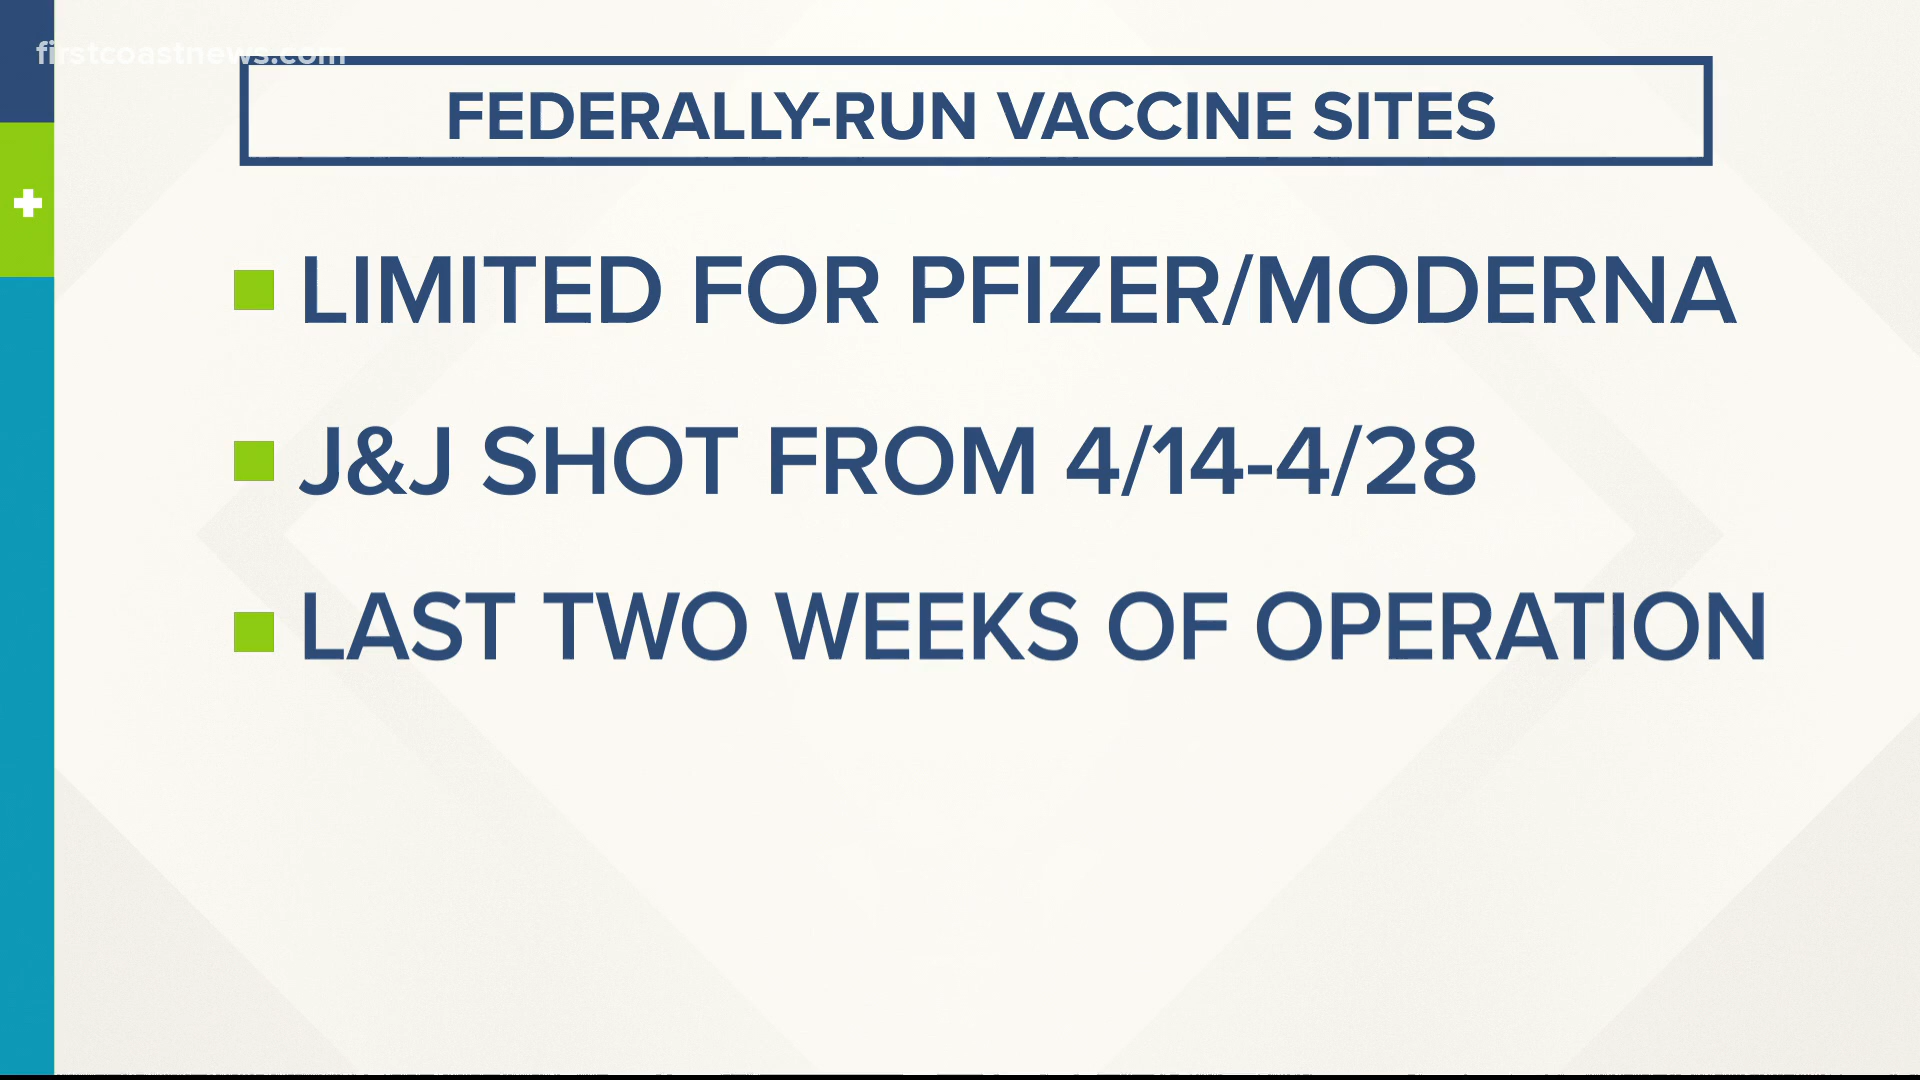 firstcoastnews.com
FEDERALLY-RUN VACCINE SITES
LIMITED FOR PFIZER/MODERNA
J&J SHOT FROM 4/14-4/28
LAST TWO WEEKS OF OPERATION